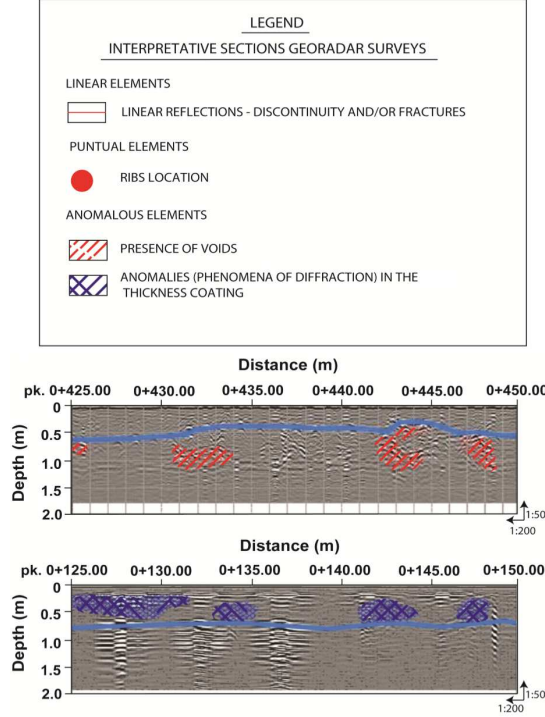 LEGEND
INTERPRETATIVE SECTIONS GEORADAR SURVEYS
LINEAR ELEMENTS
LINEAR REFLECTIONS - DISCONTINUITY AND/OR FRACTURES
PUNTUAL ELEMENTS
RIBS LOCATION
ANOMALOUS ELEMENTS
PRESENCE OF VOIDS
ANOMALIES (PHENOMENA OF DIFFRACTION) IN THE
THICKNESS COATING
Distance (m)
pk. 0+425.00 0+430.00 0+435.00 0+440.00 0+445.00 0+450.00
Depth (m)
0
0.5
1.0
1.5
2.0
1:50
1:200
Distance (m)
pk. 0+125.00 0+130.00 0+135.00 0+140.00 0+145.00 0+150.00
Depth (m)
0
0.5
1.0
1.5
2.0
1:50
1:200